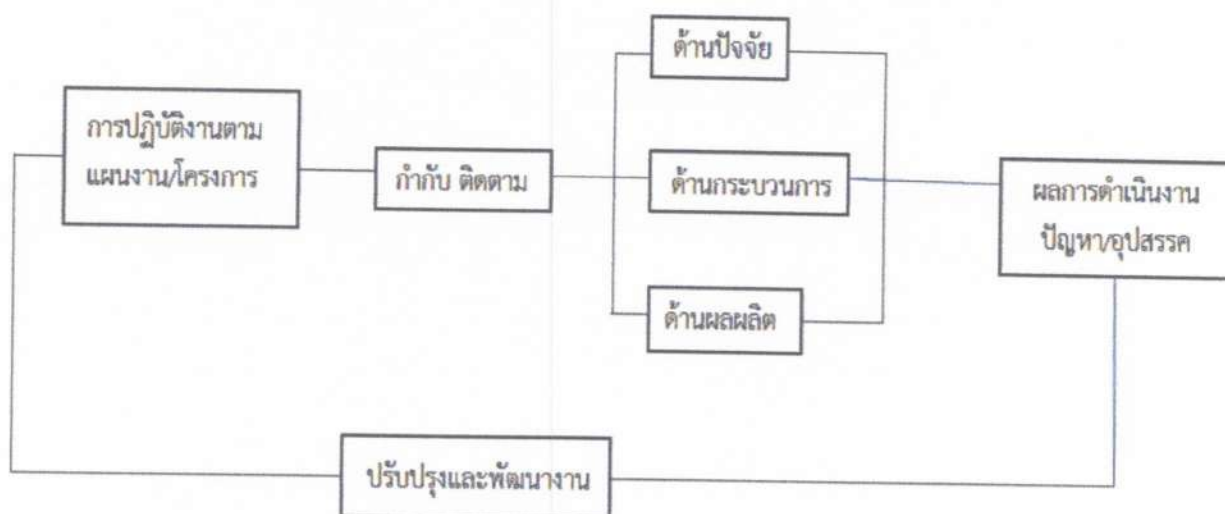 ด้านปัจจัย
การปฏิบัติงานตาม
แผนงาน/โครงการ
กำกับ ติดตาม
ด้านกระบวนการ
ผลการดำเนินงาน
ปัญหา/อุปสรรค
ด้านผลผลิต
ปรับปรุงและพัฒนางาน